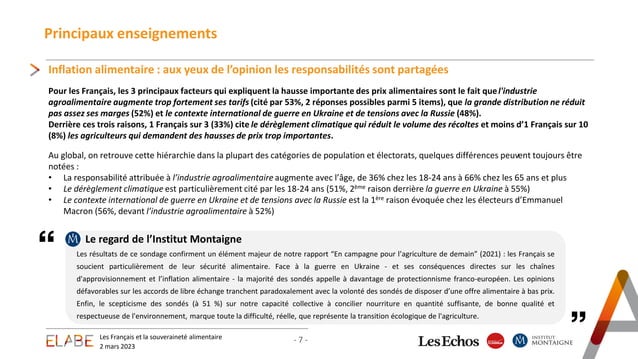 Principaux enseignements
Inflation alimentaire : aux yeux de l’opinion les responsabilités sont partagées
Pour les Français, les 3 principaux facteurs qui expliquent la hausse importante des prix alimentaires sont le fait que l'industrie
agroalimentaire augmente trop fortement ses tarifs (cité par 53%, 2 réponses possibles parmi 5 items), que la grande distribution ne réduit
pas assez ses marges (52%) et le contexte international de guerre en Ukraine et de tensions avec la Russie (48%).
Derrière ces trois raisons, 1 Français sur 3 (33%) cite le dérèglement climatique qui réduit le volume des récoltes et moins d’1 Français sur 10
(8%) les agriculteurs qui demandent des hausses de prix trop importantes.
Au global, on retrouve cette hiérarchie dans la plupart des catégories de population et électorats, quelques différences peuvent toujours être
notées :
• La responsabilité attribuée à l’industrie agroalimentaire augmente avec l’âge, de 36% chez les 18-24 ans à 66% chez les 65 ans et plus
• Le dérèglement climatique est particulièrement cité par les 18-24 ans (51%, 2ème raison derrière la guerre en Ukraine à 55%)
• Le contexte international de guerre en Ukraine et de tensions avec la Russie est la 1ère raison évoquée chez les électeurs d’Emmanuel
Macron (56%, devant l’industrie agroalimentaire à 52%)
“ Le regard de l’Institut Montaigne
Les résultats de ce sondage confirment un élément majeur de notre rapport “En campagne pour l’agriculture de demain” (2021) : les Français se
soucient particulièrement de leur sécurité alimentaire. Face à la guerre en Ukraine - et ses conséquences directes sur les chaînes
d'approvisionnement et l’inflation alimentaire - la majorité des sondés appelle à davantage de protectionnisme franco-européen. Les opinions
défavorables sur les accords de libre échange tranchent paradoxalement avec la volonté des sondés de disposer d’une offre alimentaire à bas prix.
Enfin, le scepticisme des sondés (à 51 %) sur notre capacité collective à concilier nourriture en quantité suffisante, de bonne qualité et
respectueuse de l'environnement, marque toute la difficulté, réelle, que représente la transition écologique de l'agriculture.
”
ELABE
Les Français et la souveraineté alimentaire
2 mars 2023
- 7 -
Les Echos
INSTITUT
MONTAIGNE